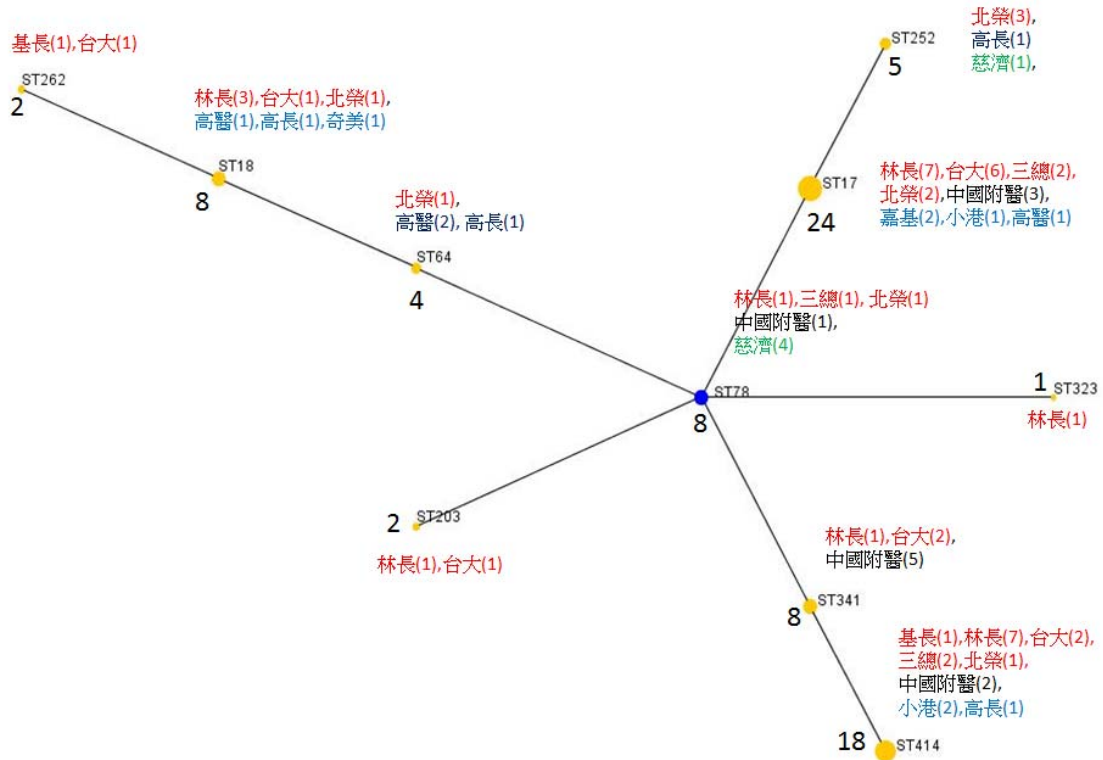 北榮(3),
高長(1)
慈濟(1),
ST252
5
基長(1),台大(1)
ST262
2
林長(3),台大(1),北榮(1),
高醫(1),高長(1),奇美(1)
ST18
8
林長(7),台大(6),三總(2),
北榮(2),中國附醫(3),
嘉基(2),小港(1),高醫(1)
ST17
24
北榮(1),
高醫(2), 高長(1)
ST64
4
林長(1),三總(1), 北榮(1)
中國附醫(1),
慈濟(4)
ST78
8
1
ST323
林長(1)
2
ST203
林長(1),台大(1)
林長(1),台大(2),
中國附醫(5)
ST341
8
基長(1),林長(7),台大(2),
三總(2),北榮(1),
中國附醫(2),
小港(2),高長(1)
18
ST414